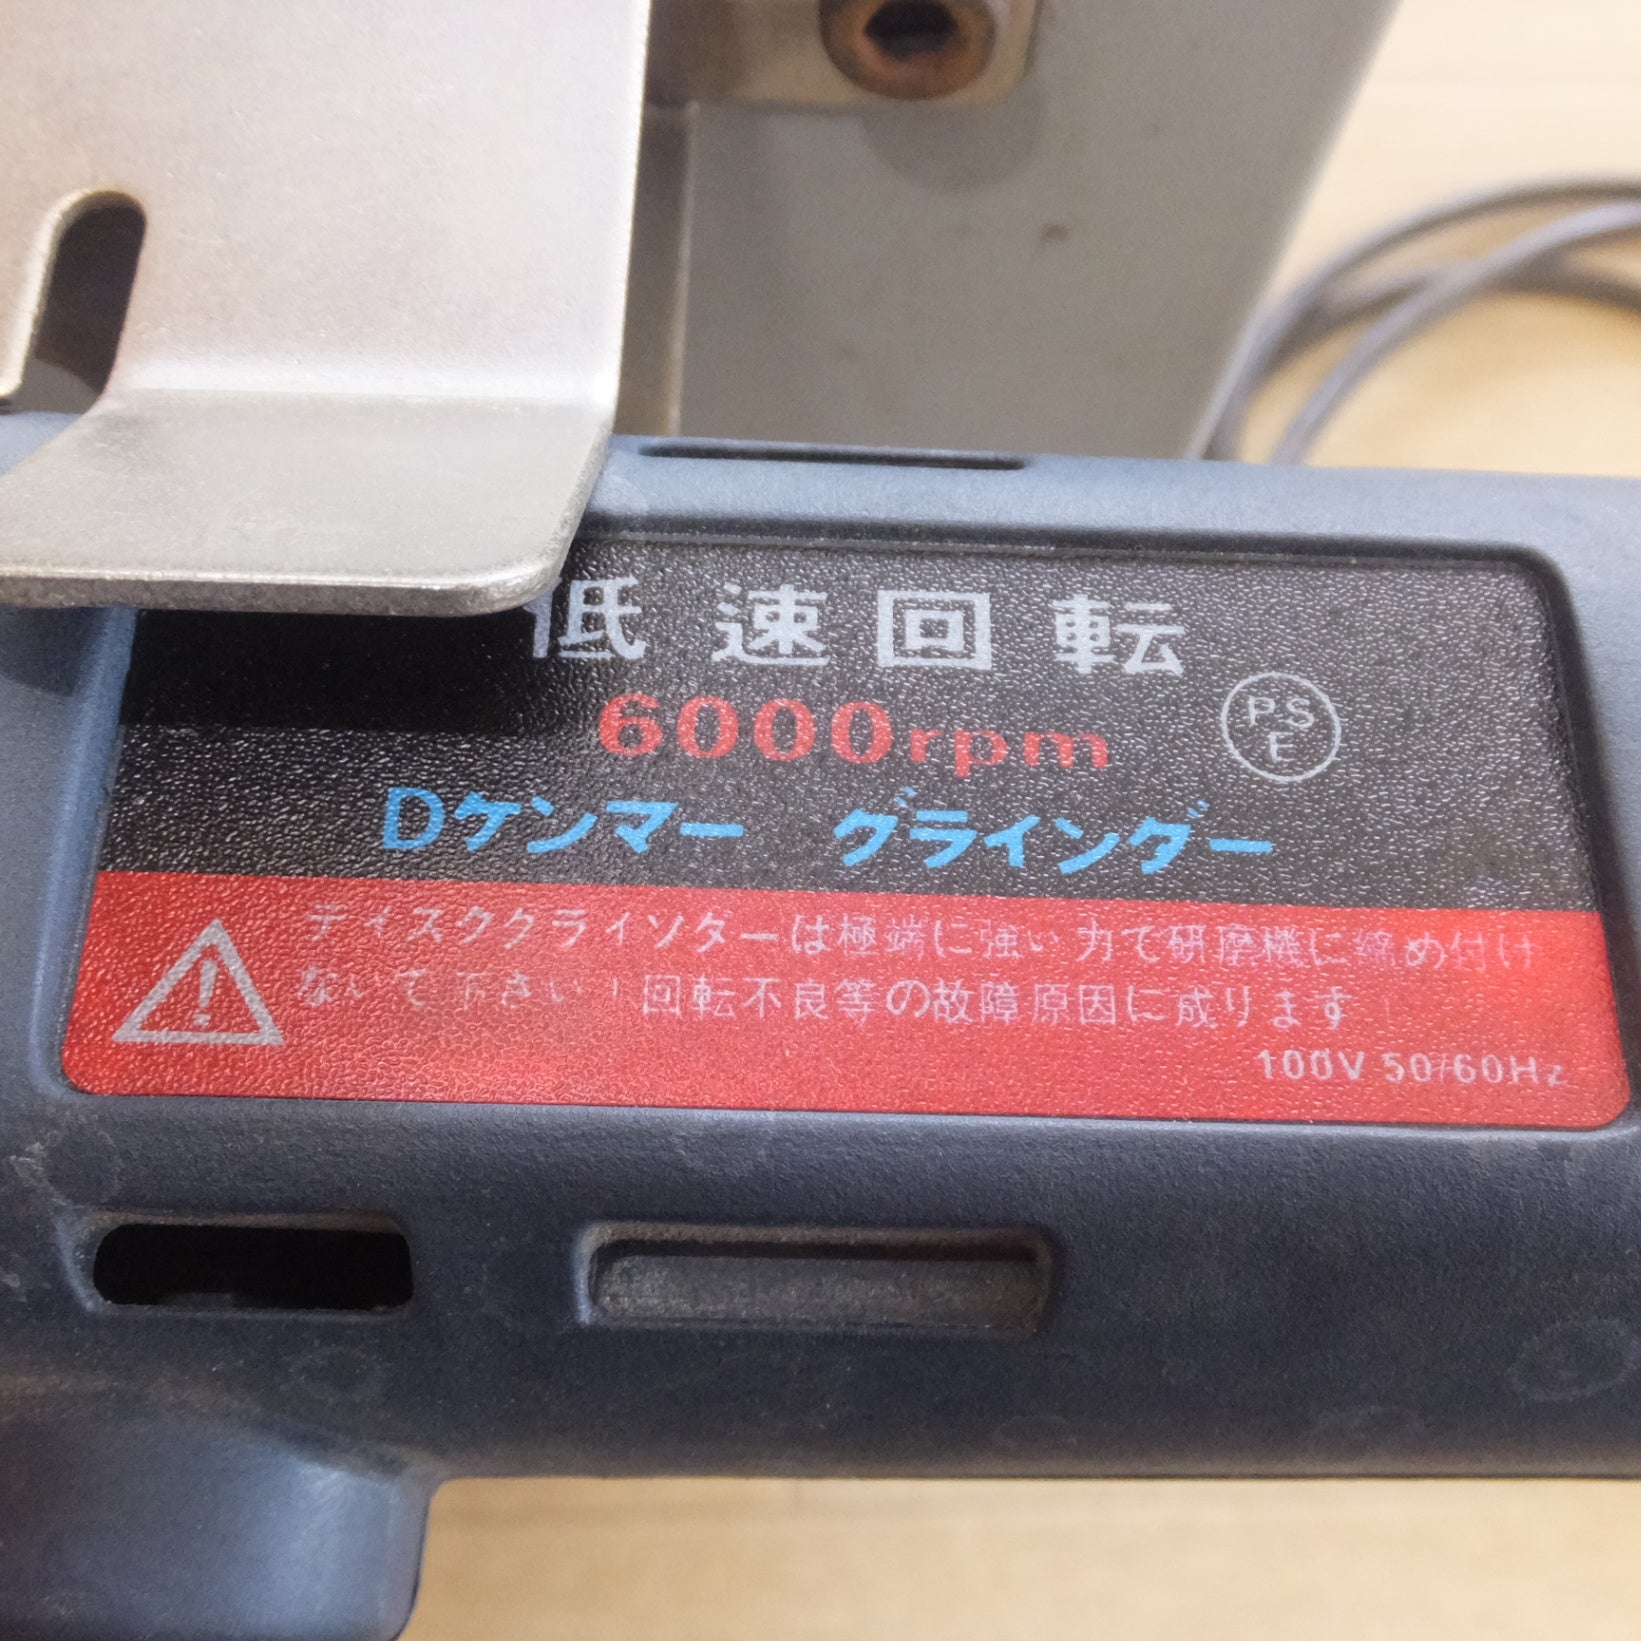 低速回転
6000rpm
PS
E
Dケンマー グラインダー
ディスククライソダーは極端に強い力で研磨機に締め付け
ないで下さい！回転不良等の故障原因に成ります
100V 50/60Hz